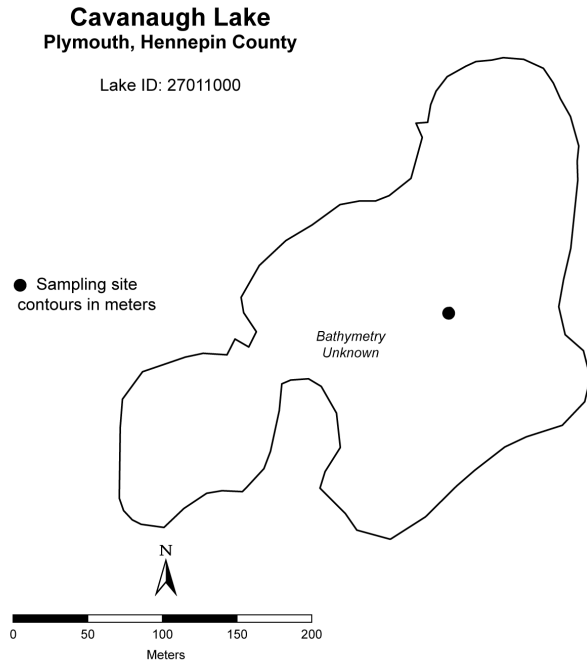 Cavanaugh Lake
Plymouth, Hennepin County
Lake ID: 27011000
Sampling site
contours in meters
Bathymetry
Unknown
N
0 50 100 150 200
Meters